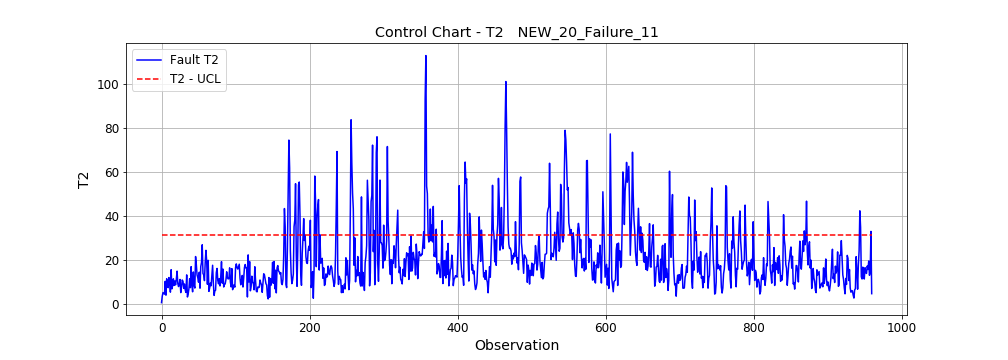 Control Chart - T2   NEW_20_Failure_11
Fault T2
T2 - UCL
100
80
60
40
20
0
T2
0 200 400 600 800 1000
Observation